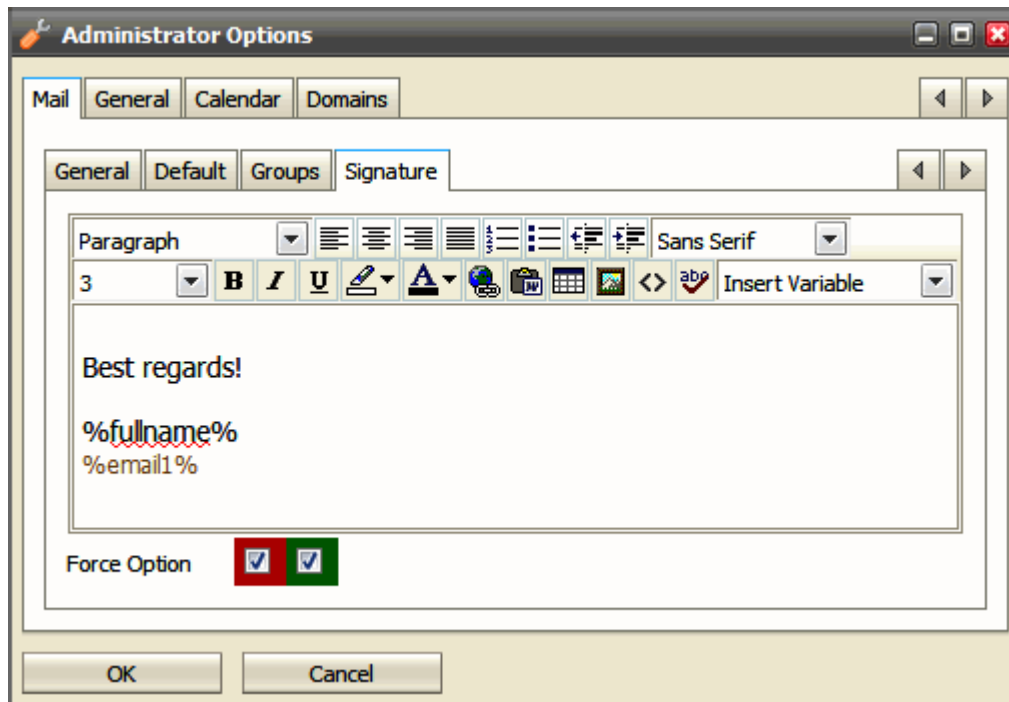 Administrator Options
Mail General Calendar Domains
General Default Groups Signature
Paragraph Sans Serif
3 B I U A Insert Variable
Best regards!
%fullname%
%email1%
Force Option
OK Cancel